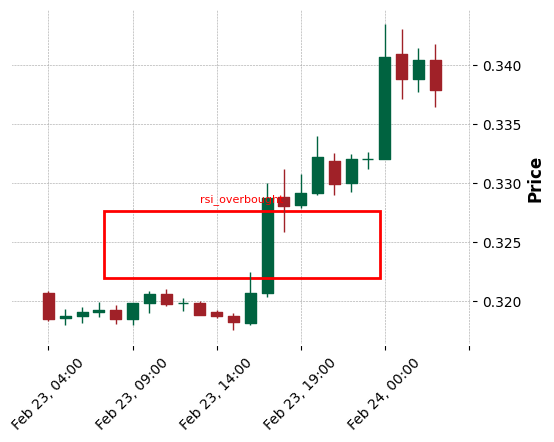 0.340
0.335
0.330
rsi_overbought
0.325
0.320
Price
Feb 23, 04:00
Feb 23, 09:00
Feb 23, 14:00
Feb 23, 19:00
Feb 24, 00:00